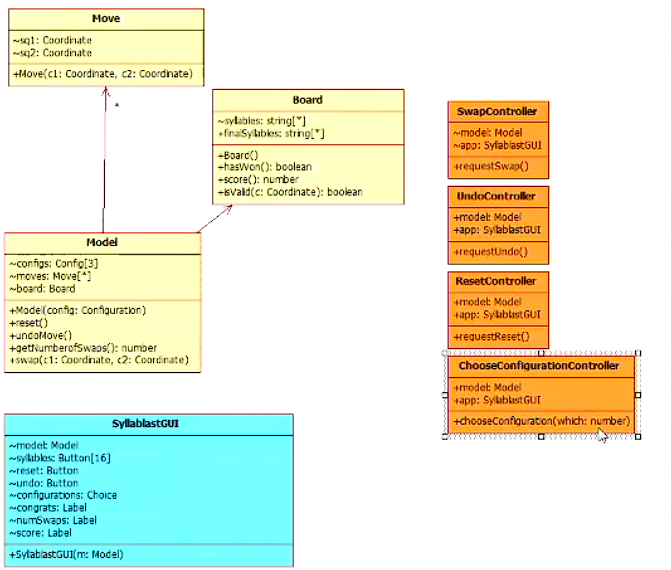 Move
~sq1: Coordinate
~sq2: Coordinate
+Move(c1: Coordinate, c2: Coordinate)
*
Board
~syllables: string[*]
+finalSyllables: string[*]
+Board()
+hasWon(): boolean
+score(): number
+isValid(c: Coordinate): boolean
Model
~configs: Config[3]
~moves: Move[*]
~board: Board
+Model(config: Configuration)
+reset()
+undoMove()
+getNumberofSwaps(): number
+swap(c1: Coordinate, c2: Coordinate)
SyllablastGUI
~model: Model
~syllables: Button[16]
~reset: Button
~undo: Button
~configurations: Choice
~congrats: Label
~numSwaps: Label
~score: Label
+SyllablastGUI(m: Model)
SwapController
~model: Model
~app: SyllablastGUI
+requestSwap()
UndoController
+model: Model
+app: SyllablastGUI
+requestUndo()
ResetController
+model: Model
+app: SyllablastGUI
+requestReset()
ChooseConfigurationController
+model: Model
+app: SyllablastGUI
+chooseConfiguration(which: number)